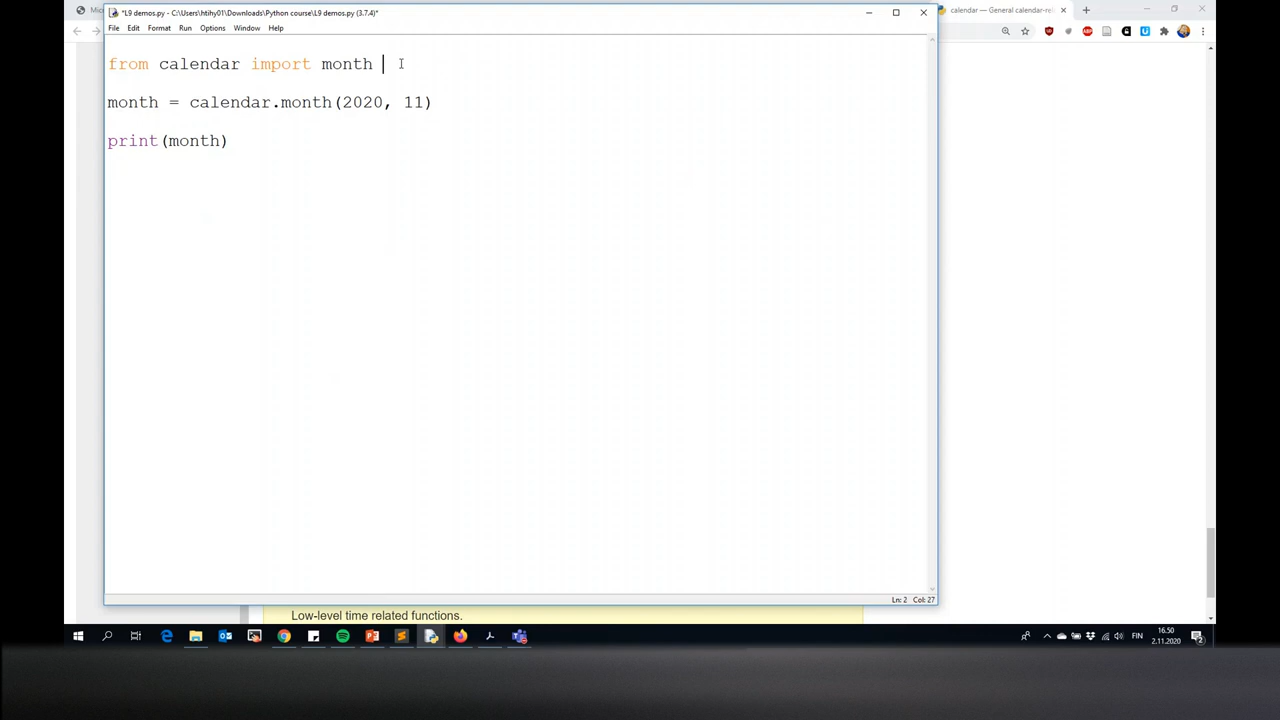 *L9 demos.py - C:\Users\htihy01\Downloads\Python course\L9 demos.py (3.7.4)*
calendar — General calendar-re
File Edit Format Run Options Window Help
from calendar import month
month = calendar.month(2020, 11)
print(month)
Ln: 2 Col: 27
Low-level time related functions.
FIN
16.50
2.11.2020
2